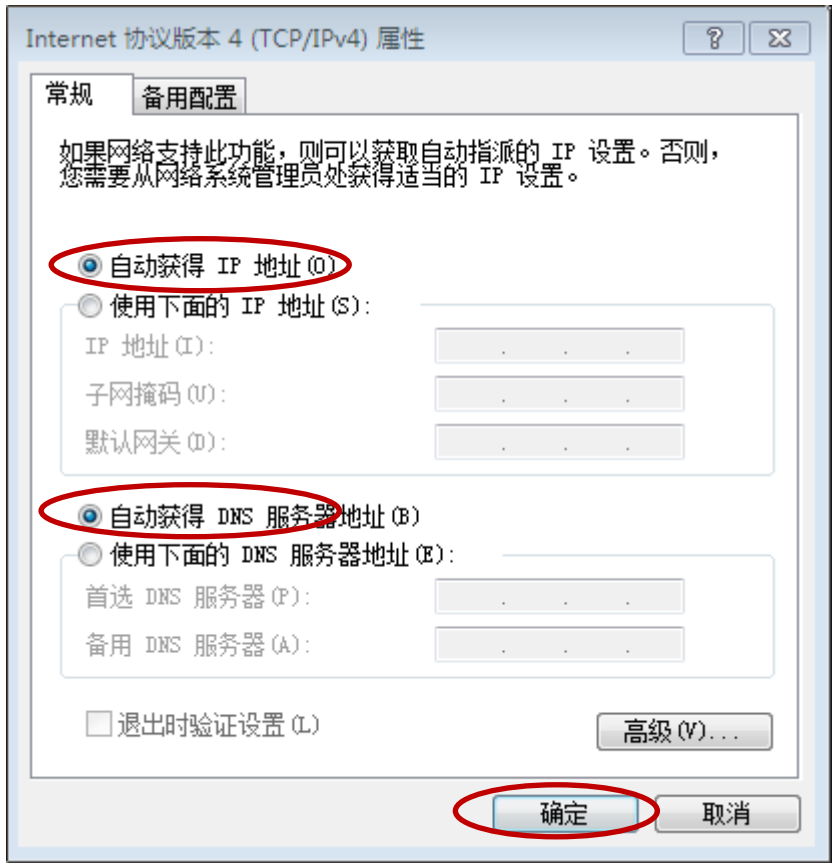 Internet 协议版本 4 (TCP/IPv4) 属性
常规
备用配置
如果网络支持此功能，则可以获取自动指派的 IP 设置。否则，
您需要从网络系统管理员处获得适当的 IP 设置。
自动获得 IP 地址(O)
使用下面的 IP 地址(S):
IP 地址(I):
子网掩码(U):
默认网关(D):
自动获得 DNS 服务器地址(B)
使用下面的 DNS 服务器地址(E):
首选 DNS 服务器(P):
备用 DNS 服务器(A):
退出时验证设置(L)
高级(V)...
确定
取消